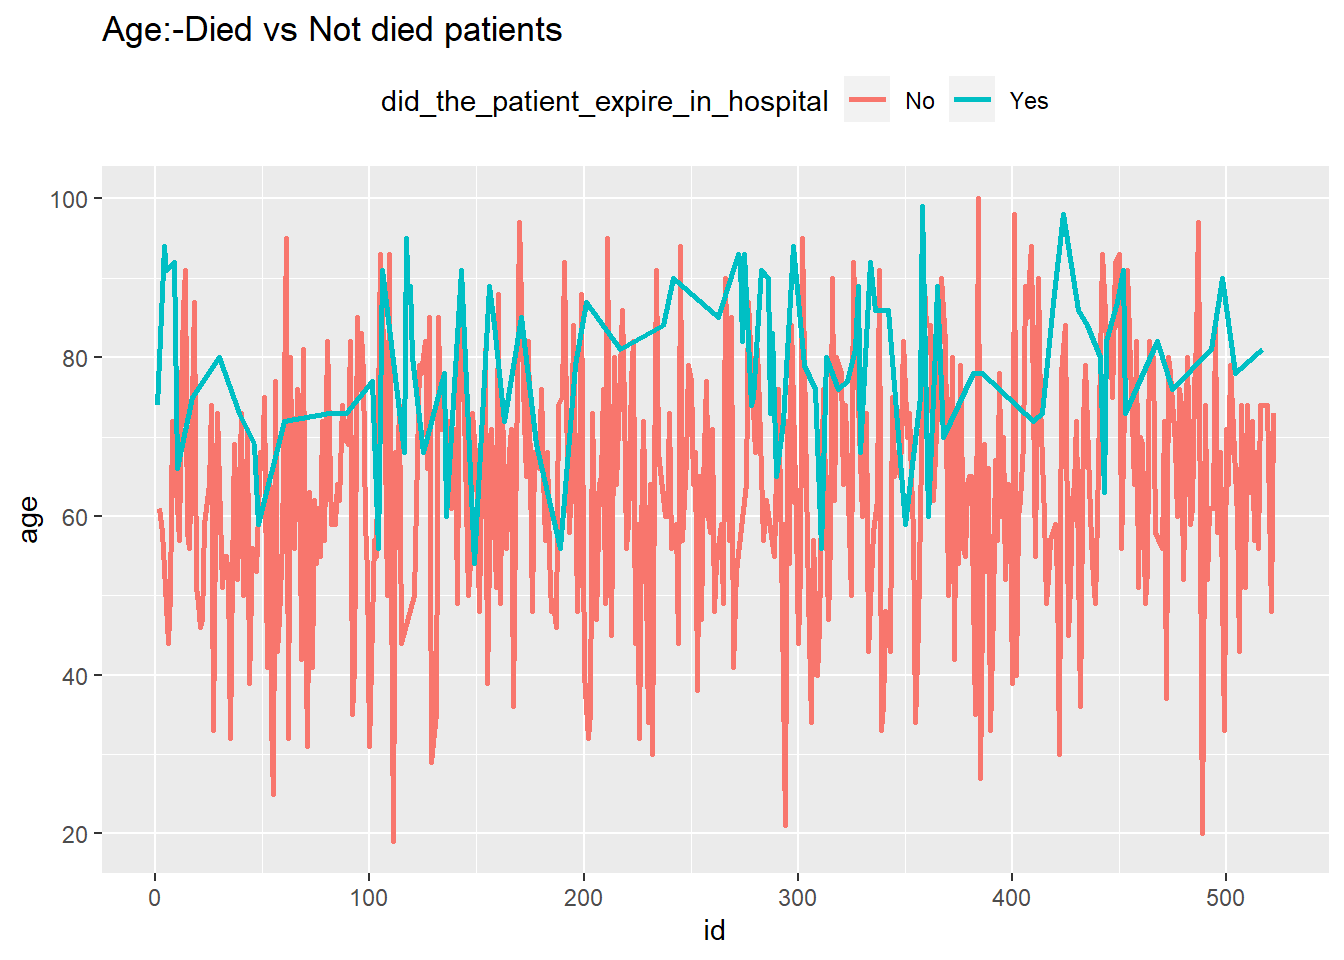 Age:-Died vs Not died patients
did_the_patient_expire_in_hospital No Yes
100
80
60
40
20
age
0 100 200 300 400 500
id